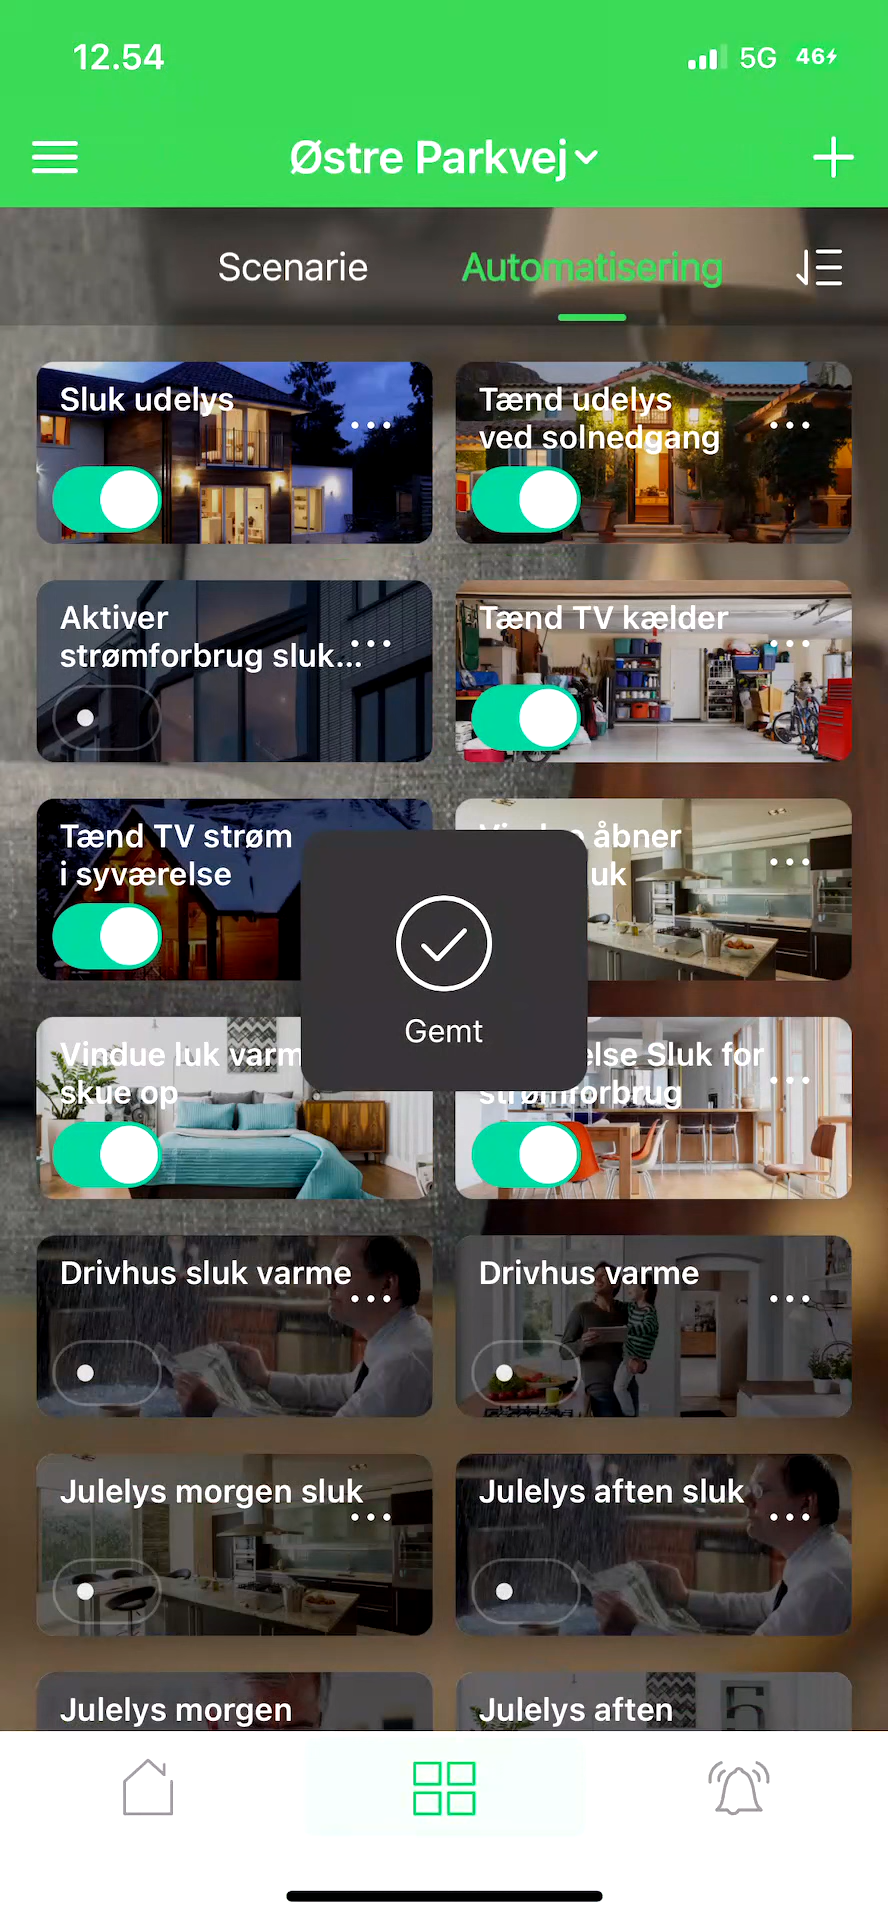 12.54
5G 46
Østre Parkvej
Scenarie
Automatisering
Sluk udelys
Tænd udelys
ved solnedgang
Aktiver
strømforbrug sluk...
Tænd TV kælder
Tænd TV strøm
i syværelse
åbner
uk
Gemt
Vindue luk varm
skue op
else Sluk for
strømforbrug
Drivhus sluk varme
Drivhus varme
Julelys morgen sluk
Julelys aften sluk
Julelys morgen
Julelys aften